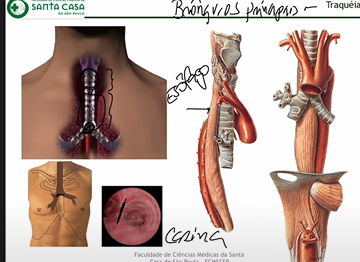 SANTA CASA
DE SÃO PAULO
Brônquios principais —
Traquéia
Esôfago
Carina
Faculdade de Ciências Médicas da Santa
Casa de São Paulo - FCMSCSP